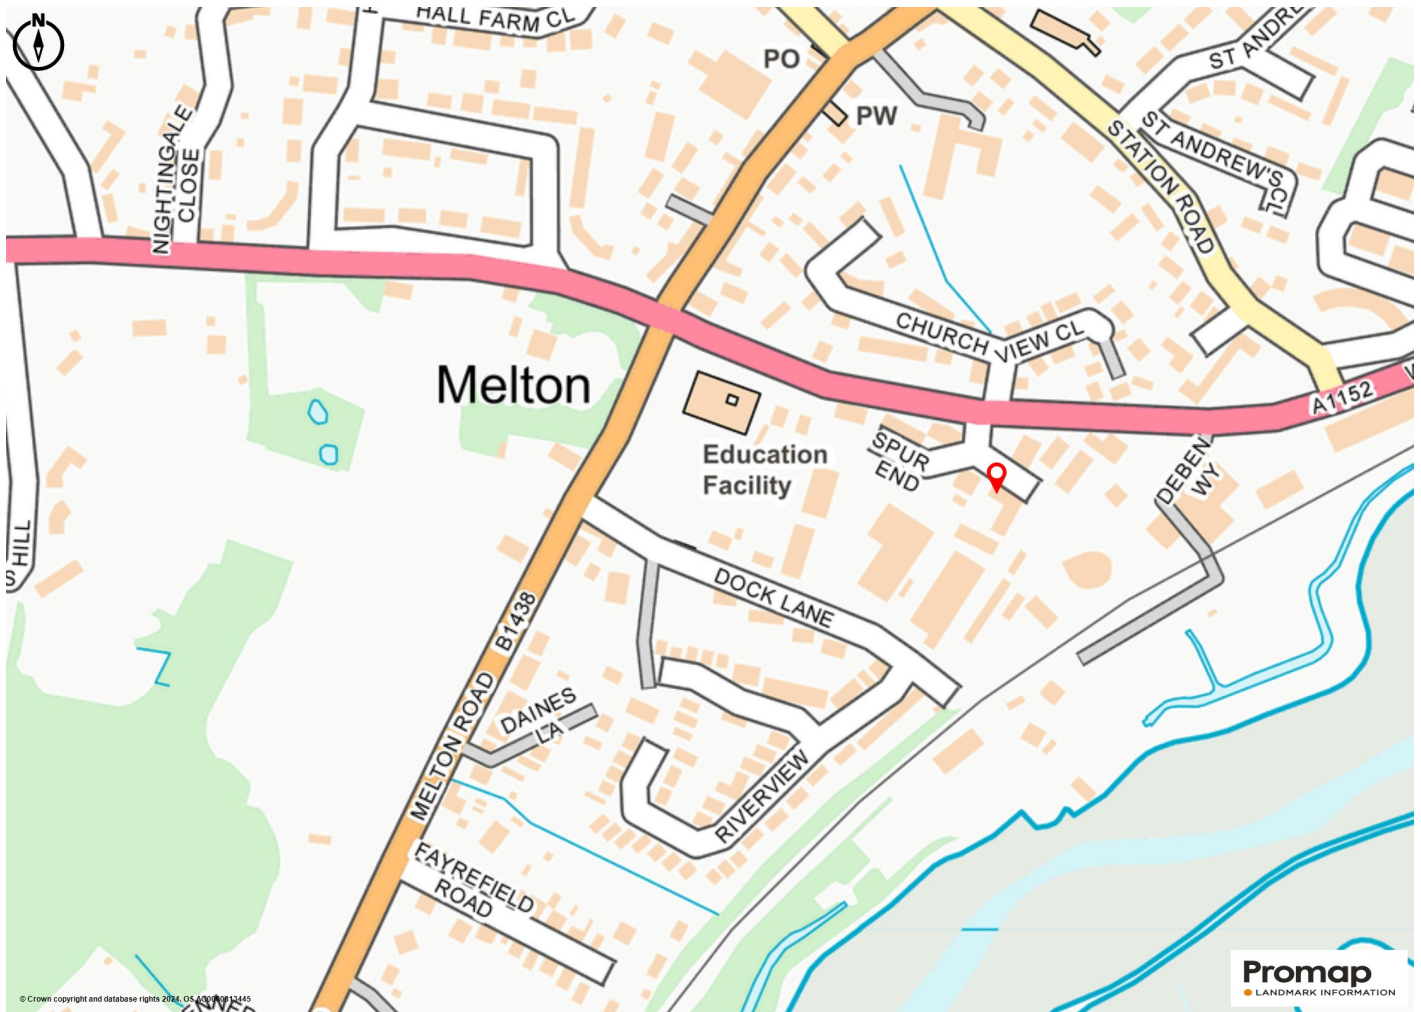 N
HALL FARM CL
PO
PW
ST ANDRE
ST ANDREW'S
CL
STATION ROAD
NIGHTINGALE
CLOSE
CHURCH VIEW CL
Melton
A1152
Education
Facility
SPUR
END
DEBEN
WY
S HILL
DOCK LANE
B1438
MELTON ROAD
DAINES
LA
RIVERVIEW
FAYREFIELD
ROAD
ENNED
© Crown copyright and database rights 2024. OS
Promap
LANDMARK INFORMATION